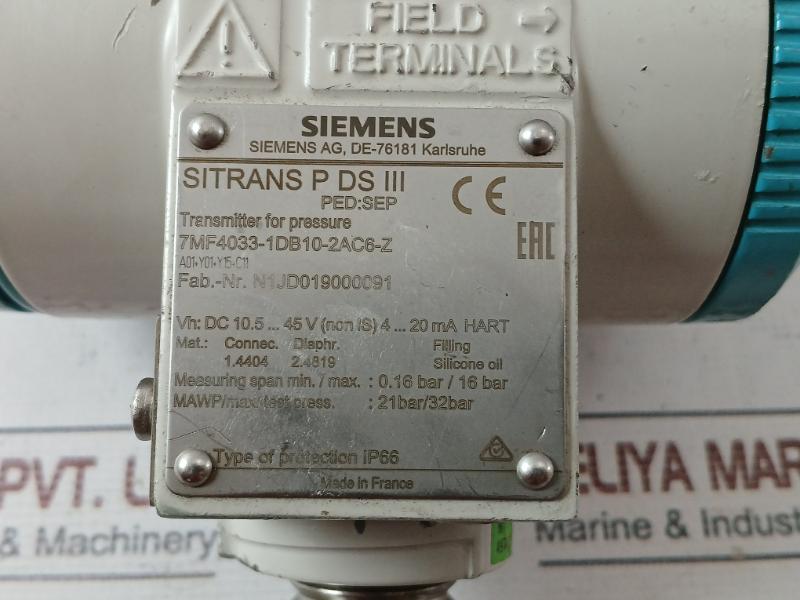 FIELD →
TERMINALS
SIEMENS
SIEMENS AG, DE-76181 Karlsruhe
SITRANS P DS III
PED:SEP
CE
Transmitter for pressure
7MF4033-1DB10-2AC6-Z
EAC
A01+Y01+Y15+C11
Fab.-Nr. N1JD019000091
Vh: DC 10.5 ... 45 V (non IS) 4 ... 20 mA HART
Mat.: Connec. Diaphr. Filling
1.4404 2.4819 Silicone oil
Measuring span min. / max. : 0.16 bar / 16 bar
MAWP/max. test press. : 21bar/32bar
Type of protection IP66
Made in France
PVT. L
ELIYA MAR
& Machinery
Marine & Indust